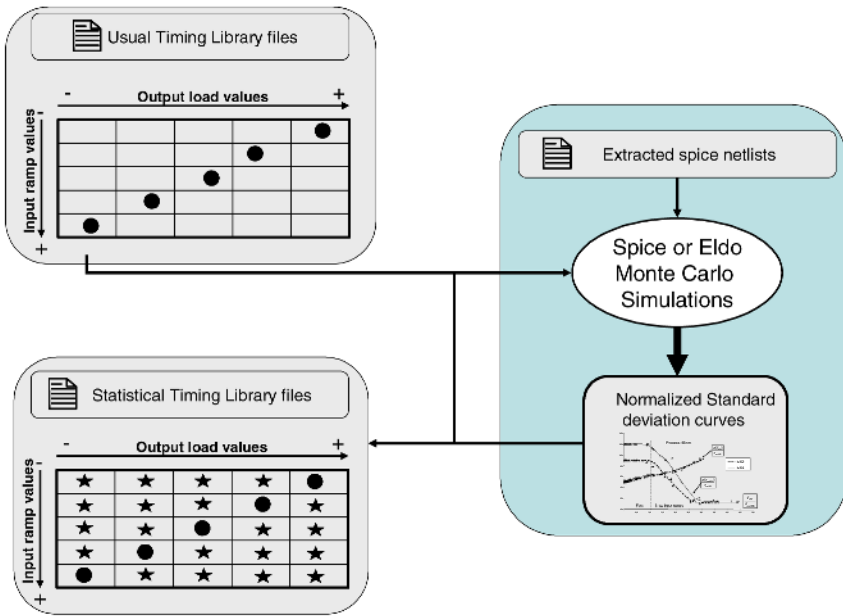 Usual Timing Library files
- Output load values +
- Input ramp values +
Extracted spice netlists
Spice or Eldo
Monte Carlo
Simulations
Normalized Standard
deviation curves
Statistical Timing Library files
- Output load values +
- Input ramp values +